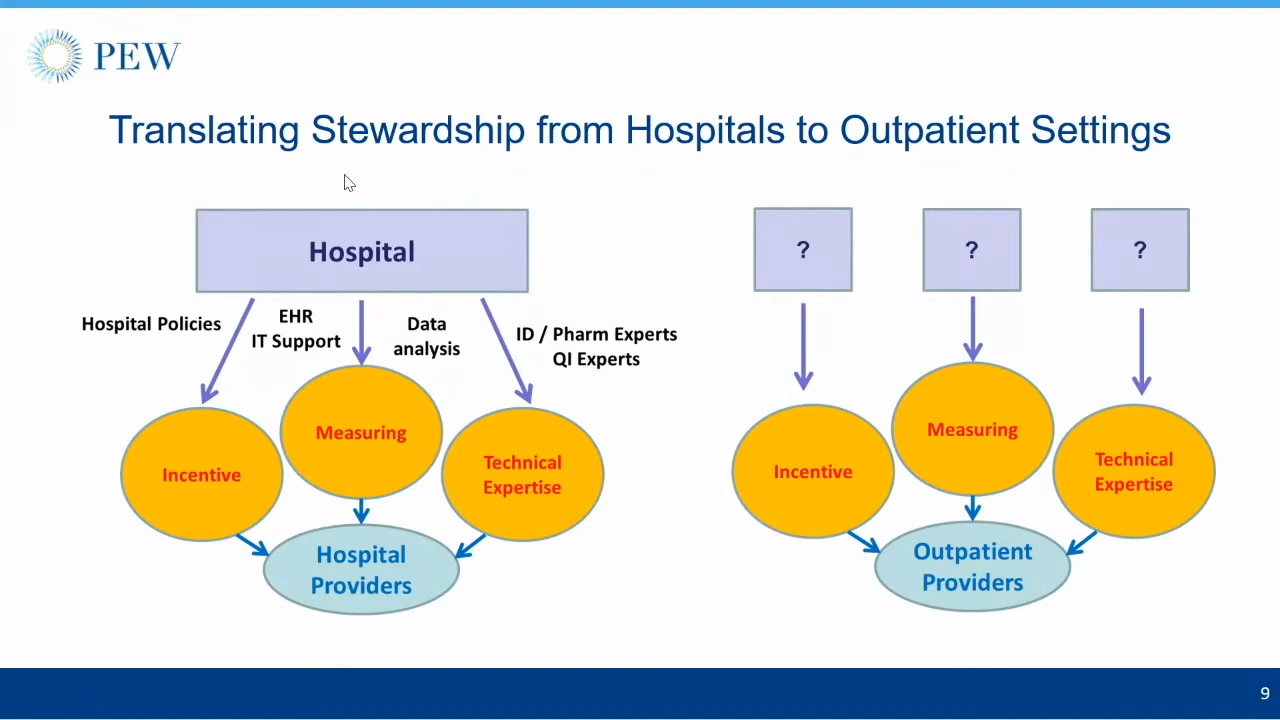 PEW
Translating Stewardship from Hospitals to Outpatient Settings
Hospital
Hospital Policies
EHR
IT Support
Data
analysis
ID / Pharm Experts
QI Experts
Incentive
Measuring
Technical
Expertise
Hospital
Providers
?
?
?
Incentive
Measuring
Technical
Expertise
Outpatient
Providers
9